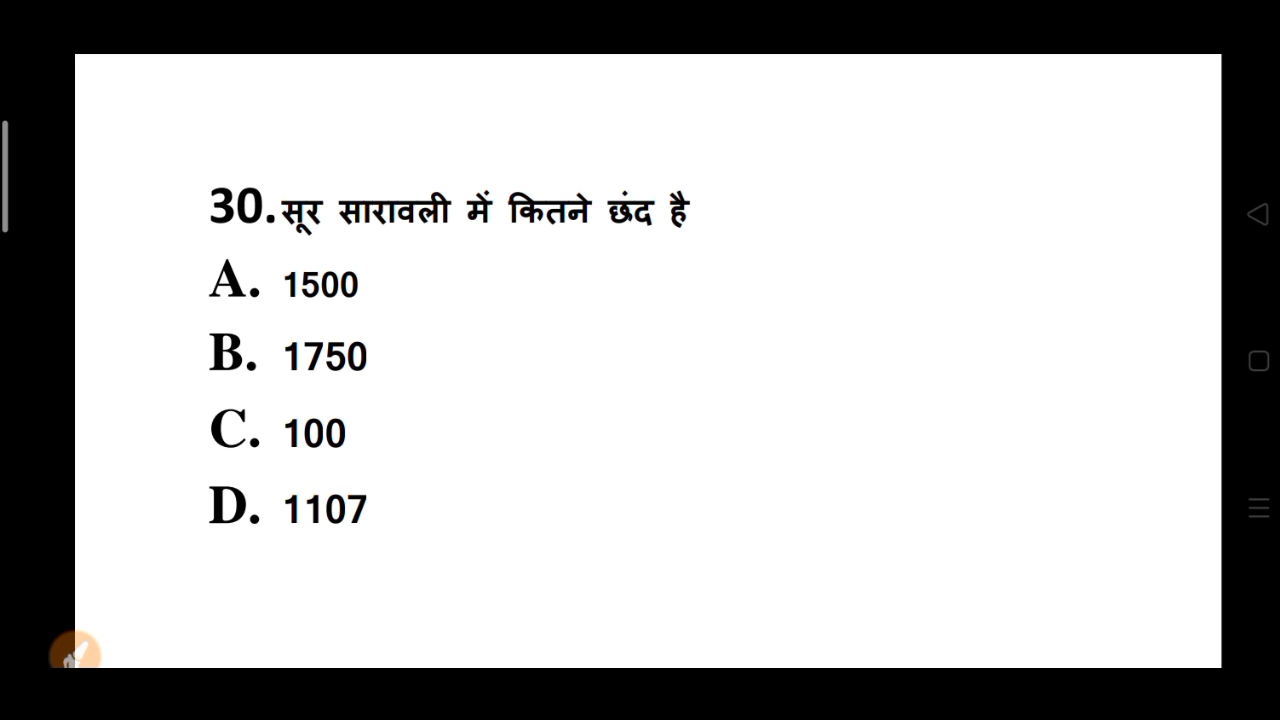 30.सूर सारावली में कितने छंद है
A. 1500
B. 1750
C. 100
D. 1107